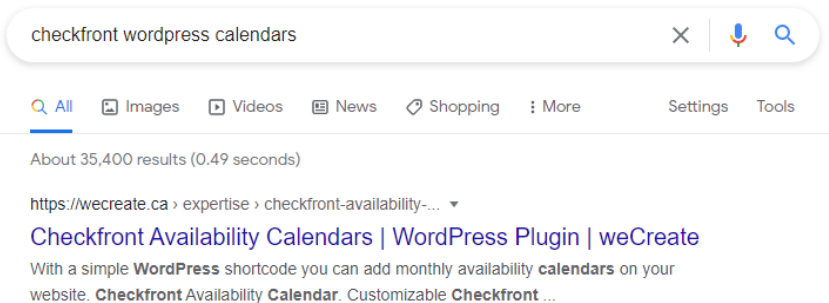 checkfront wordpress calendars
All Images Videos News Shopping More Settings Tools
About 35,400 results (0.49 seconds)
https://wecreate.ca › expertise › checkfront-availability-...
Checkfront Availability Calendars | WordPress Plugin | weCreate
With a simple WordPress shortcode you can add monthly availability calendars on your
website. Checkfront Availability Calendar. Customizable Checkfront ...